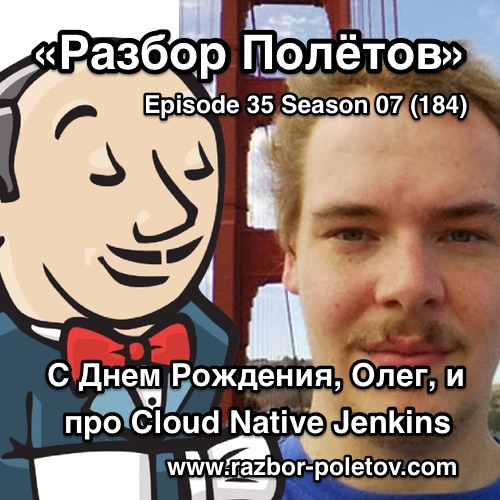 «Разбор Полётов»
Episode 35 Season 07 (184)
С Днем Рождения, Олег, и
про Cloud Native Jenkins
www.razbor-poletov.com